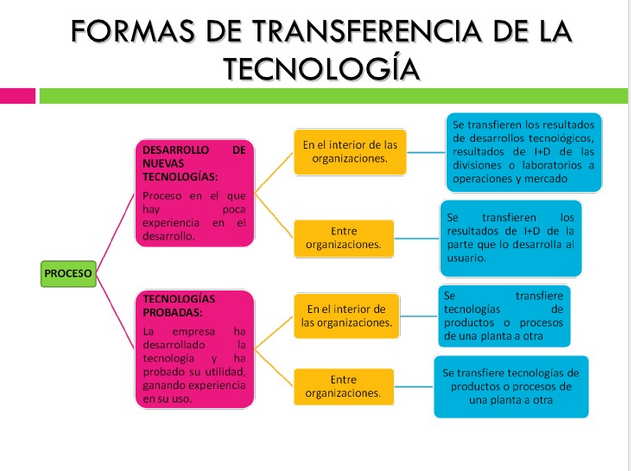 FORMAS DE TRANSFERENCIA DE LA
TECNOLOGÍA
PROCESO
DESARROLLO DE
NUEVAS
TECNOLOGÍAS:
Proceso en el que
hay poca
experiencia en el
desarrollo.
En el interior de las
organizaciones.
Se transfieren los resultados
de desarrollos tecnológicos,
resultados de I+D de las
divisiones o laboratorios a
operaciones y mercado
Entre
organizaciones.
Se transfieren los
resultados de I+D de la
parte que lo desarrolla al
usuario.
TECNOLOGÍAS
PROBADAS:
La empresa ha
desarrollado la
tecnología y ha
probado su utilidad,
ganando experiencia
en su uso.
En el interior de
las organizaciones.
Se transfiere
tecnologías de
productos o procesos
de una planta a otra
Entre
organizaciones.
Se transfiere tecnologías de
productos o procesos de
una planta a otra